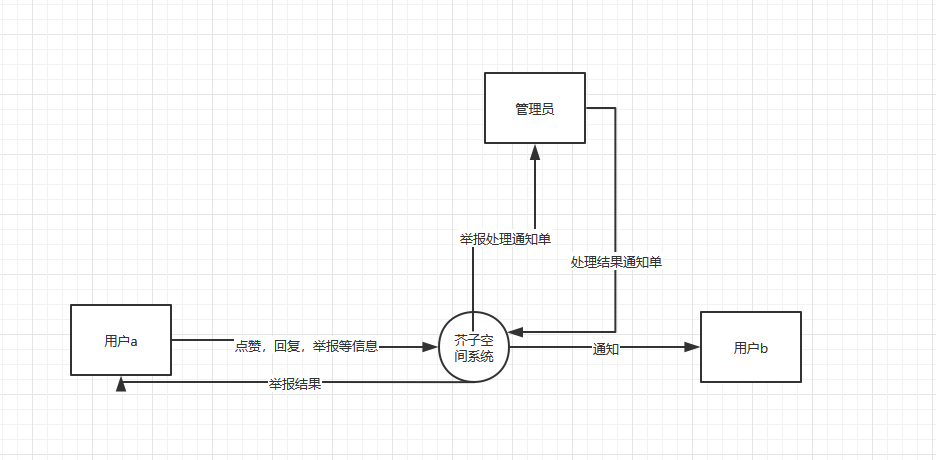 管理员
举报处理通知单
处理结果通知单
用户a
点赞，回复，举报等信息
芥子空
间系统
通知
用户b
举报结果